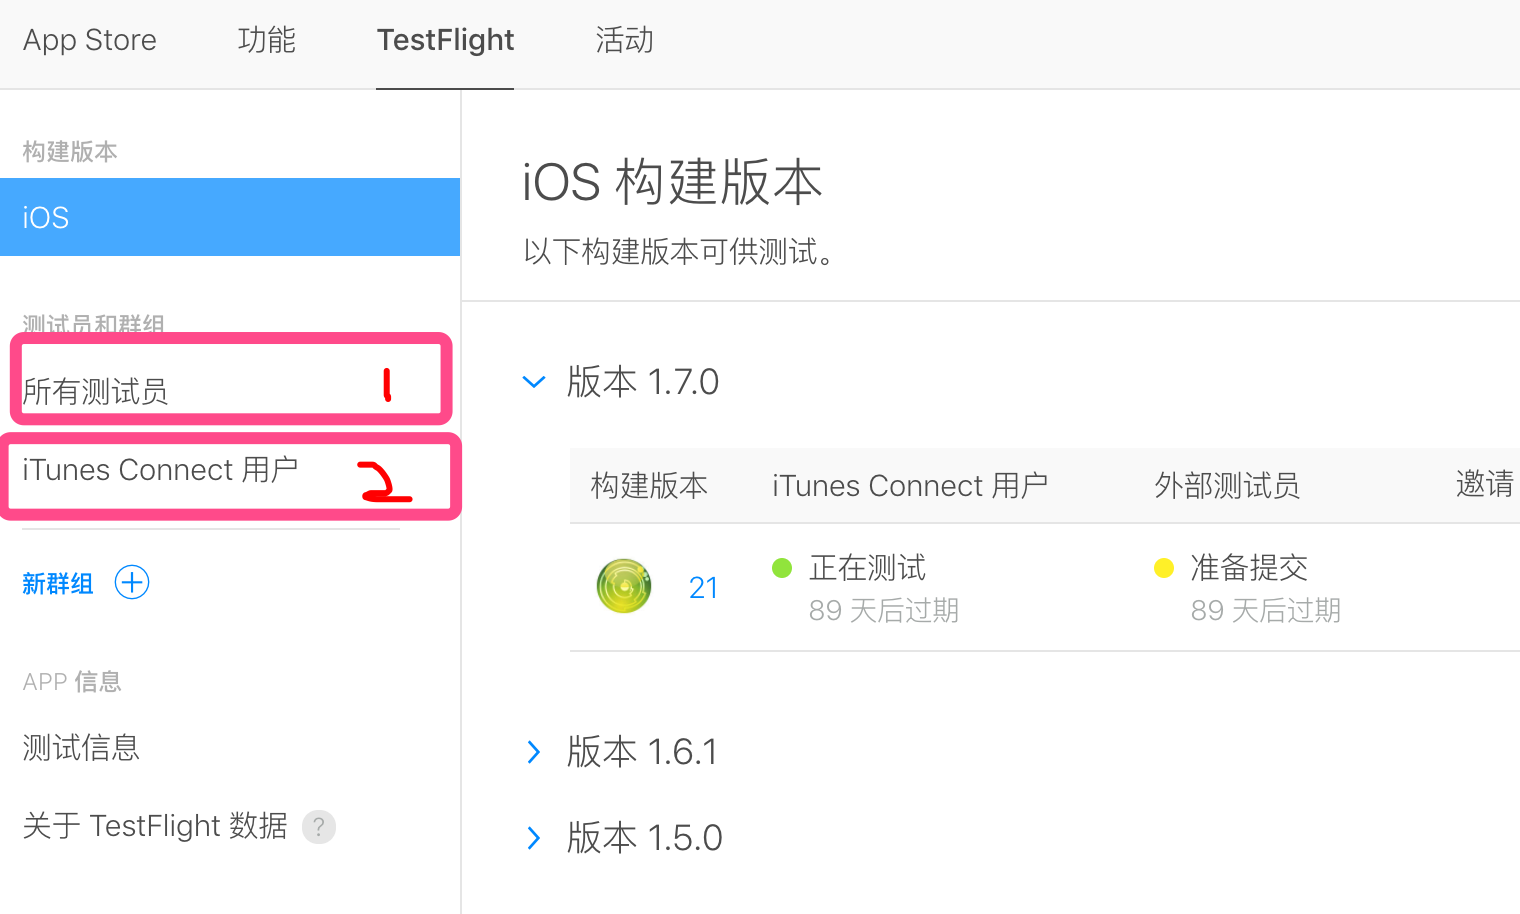 App Store 功能 TestFlight 活动
构建版本
iOS
测试员和群组
所有测试员 1
iTunes Connect 用户 2
新群组
APP 信息
测试信息
关于 TestFlight 数据 ?
iOS 构建版本
以下构建版本可供测试。
版本 1.7.0
构建版本 iTunes Connect 用户 外部测试员 邀请
21 正在测试 准备提交
89 天后过期 89 天后过期
版本 1.6.1
版本 1.5.0